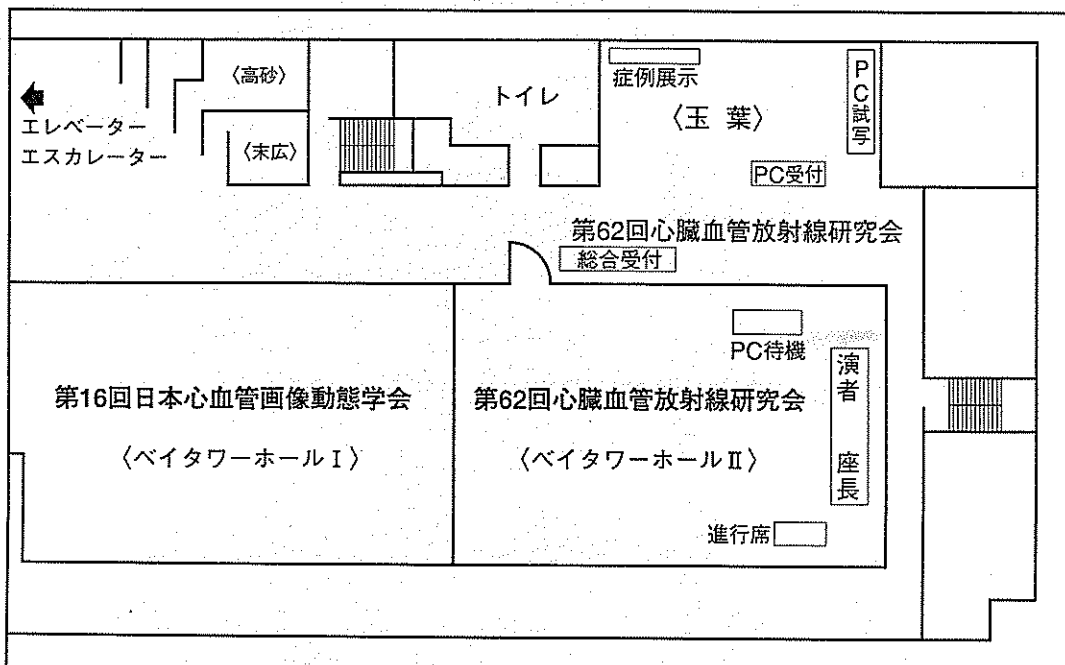 〈高砂〉
〈末広〉
エレベーター
エスカレーター
トイレ
症例展示
〈玉 葉〉
PC試写
PC受付
第62回心臓血管放射線研究会
総合受付
第16回日本心血管画像動態学会
〈ベイタワーホールⅠ〉
第62回心臓血管放射線研究会
〈ベイタワーホールⅡ〉
PC待機
演者 座長
進行席